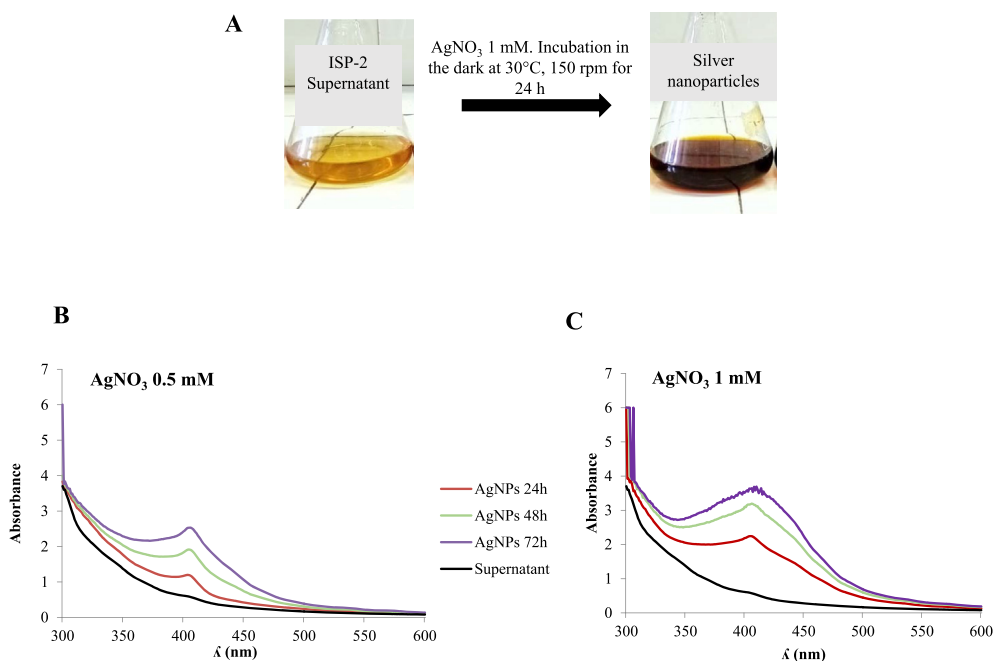 A
ISP-2
Supernatant
AgNO₃ 1 mM. Incubation in
the dark at 30°C, 150 rpm for
24 h
Silver
nanoparticles
B
AgNO₃ 0.5 mM
Absorbance
7
6
5
4
3
2
1
0
300
350
400
450
500
550
600
ʎ (nm)
AgNPs 24h
AgNPs 48h
AgNPs 72h
Supernatant
C
AgNO₃ 1 mM
Absorbance
7
6
5
4
3
2
1
0
300
350
400
450
500
550
600
ʎ (nm)